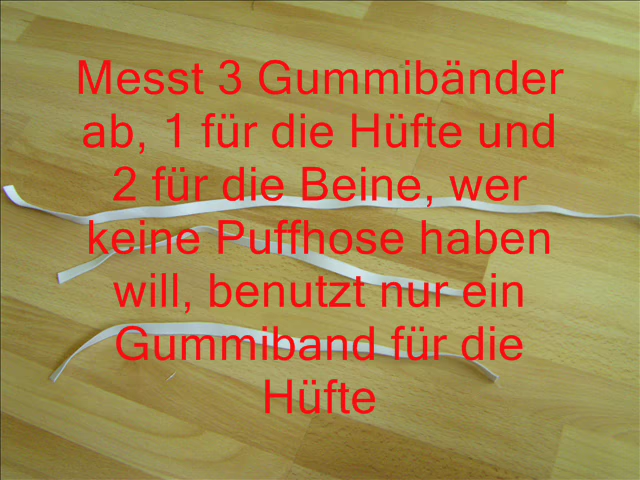 Messt 3 Gummibänder
ab, 1 für die Hüfte und
2 für die Beine, wer
keine Puffhose haben
will, benutzt nur ein
Gummiband für die
Hüfte